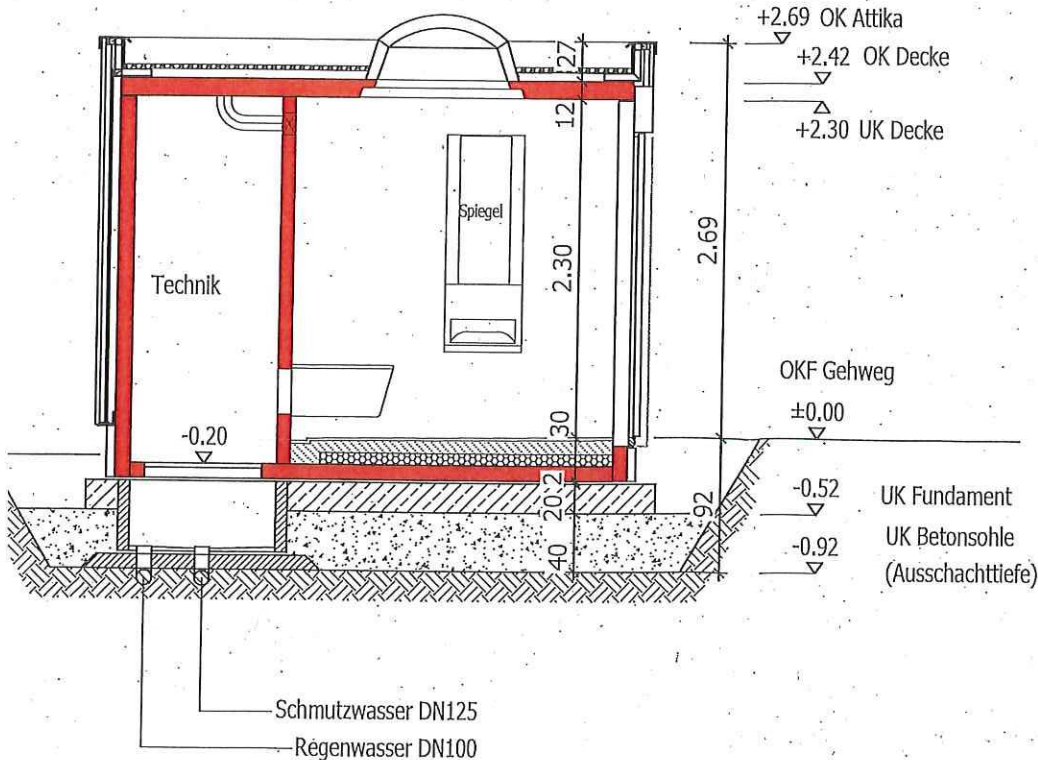 +2.69 OK Attika
+2.42 OK Decke
+2.30 UK Decke
27
12
2.30
2.69
Spiegel
Technik
OKF Gehweg
±0.00
30
-0.20
2
20
40
92
-0.52 UK Fundament
-0.92 UK Betonsohle
(Ausschachttiefe)
Schmutzwasser DN125
Regenwasser DN100